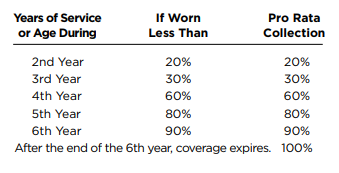 Years of Service If Worn Pro Rata
or Age During Less Than Collection
2nd Year 20% 20%
3rd Year 30% 30%
4th Year 60% 60%
5th Year 80% 80%
6th Year 90% 90%
After the end of the 6th year, coverage expires. 100%